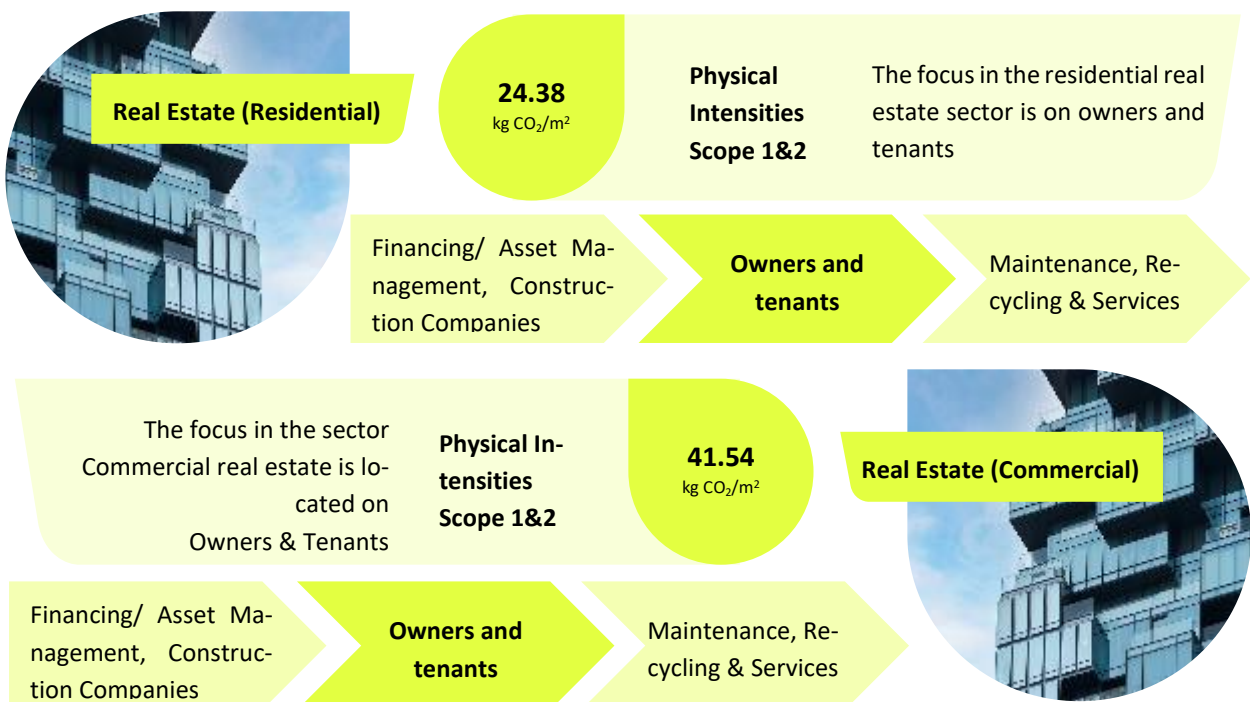 Real Estate (Residential)
24.38
kg CO₂/m²
Physical
Intensities
Scope 1&2
The focus in the residential real
estate sector is on owners and
tenants
Financing/ Asset Ma-
nagement, Construc-
tion Companies
Owners and
tenants
Maintenance, Re-
cycling & Services
The focus in the sector
Commercial real estate is lo-
cated on
Owners & Tenants
Physical In-
tensities
Scope 1&2
41.54
kg CO₂/m²
Real Estate (Commercial)
Financing/ Asset Ma-
nagement, Construc-
tion Companies
Owners and
tenants
Maintenance, Re-
cycling & Services